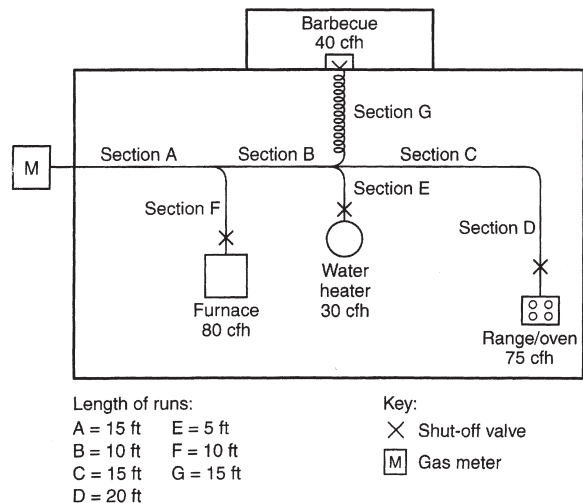 Barbecue
40 cfh
Section G
M
Section A
Section B
Section C
Section F
Section E
Section D
Furnace
80 cfh
Water
heater
30 cfh
Range/oven
75 cfh
Length of runs:
A = 15 ft E = 5 ft
B = 10 ft F = 10 ft
C = 15 ft G = 15 ft
D = 20 ft
Key:
Shut-off valve
M Gas meter